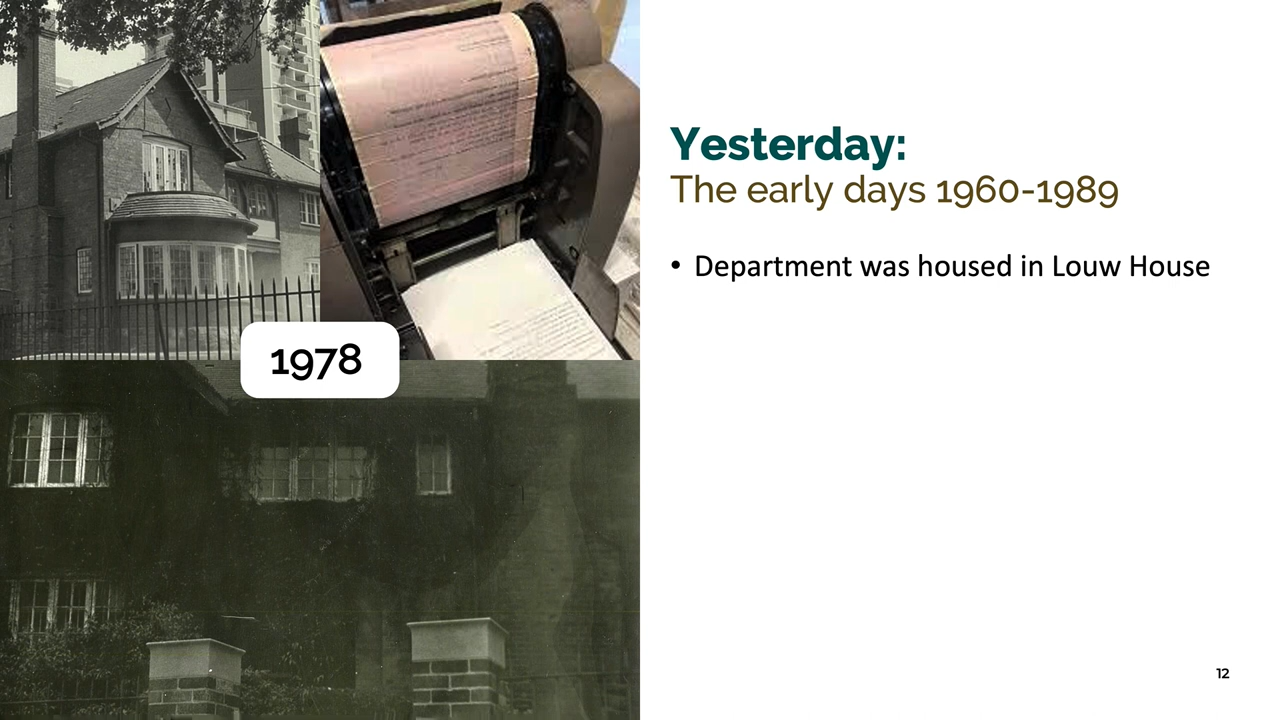 Yesterday:
The early days 1960-1989
• Department was housed in Louw House
1978
12